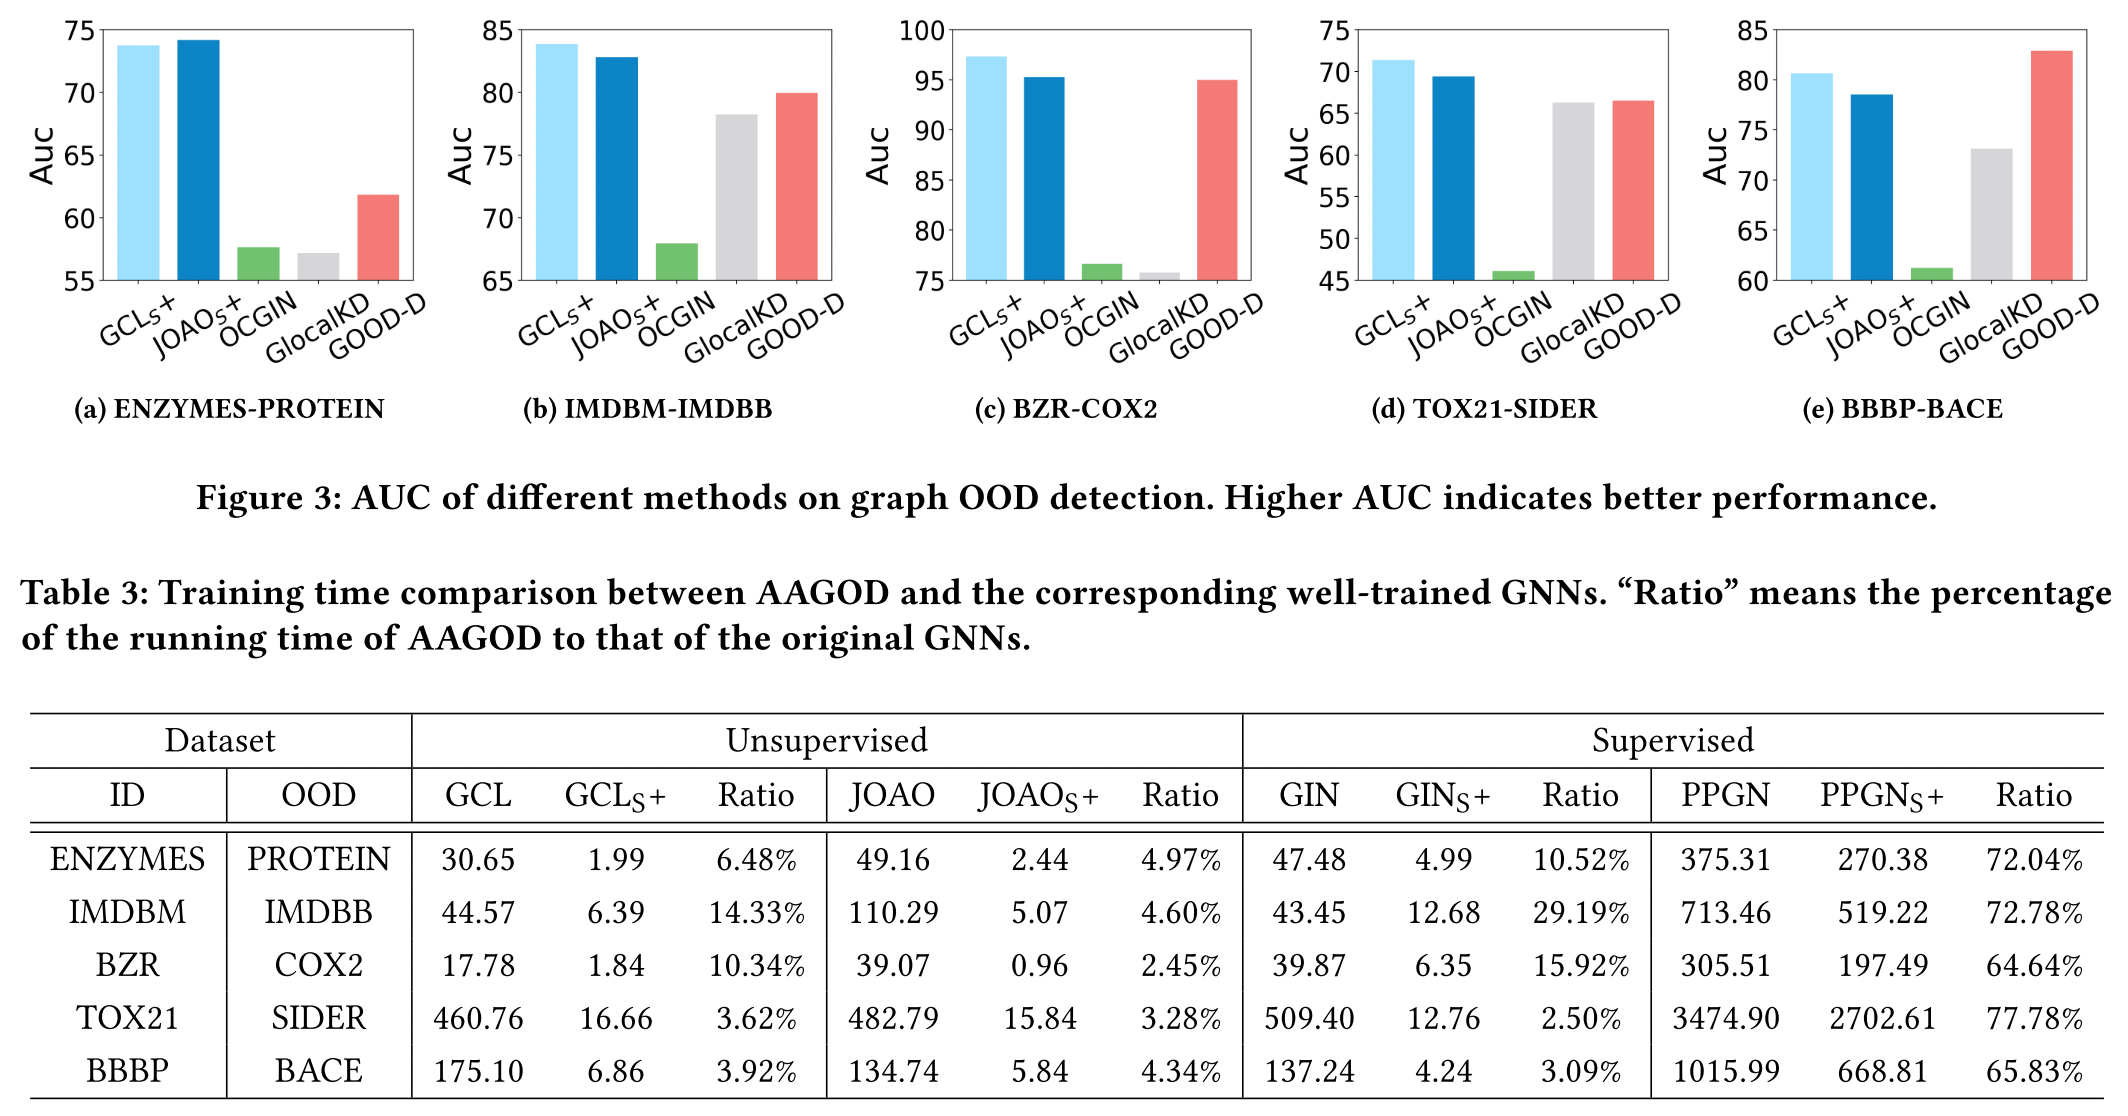 75
70
65
60
55
Auc
GCLS+
JOAOS+
OCGIN
GlocalKD
GOOD-D
(a) ENZYMES-PROTEIN
85
80
75
70
65
Auc
GCLS+
JOAOS+
OCGIN
GlocalKD
GOOD-D
(b) IMDBM-IMDBB
100
95
90
85
80
75
Auc
GCLS+
JOAOS+
OCGIN
GlocalKD
GOOD-D
(c) BZR-COX2
75
70
65
60
55
50
45
Auc
GCLS+
JOAOS+
OCGIN
GlocalKD
GOOD-D
(d) TOX21-SIDER
85
80
75
70
65
60
Auc
GCLS+
JOAOS+
OCGIN
GlocalKD
GOOD-D
(e) BBBP-BACE
Figure 3: AUC of different methods on graph OOD detection. Higher AUC indicates better performance.
Table 3: Training time comparison between AAGOD and the corresponding well-trained GNNs. “Ratio” means the percentage
of the running time of AAGOD to that of the original GNNs.
Dataset Unsupervised Supervised
ID OOD GCL GCLS+ Ratio JOAO JOAOS+ Ratio GIN GINS+ Ratio PPGN PPGNS+ Ratio
ENZYMES PROTEIN 30.65 1.99 6.48% 49.16 2.44 4.97% 47.48 4.99 10.52% 375.31 270.38 72.04%
IMDBM IMDBB 44.57 6.39 14.33% 110.29 5.07 4.60% 43.45 12.68 29.19% 713.46 519.22 72.78%
BZR COX2 17.78 1.84 10.34% 39.07 0.96 2.45% 39.87 6.35 15.92% 305.51 197.49 64.64%
TOX21 SIDER 460.76 16.66 3.62% 482.79 15.84 3.28% 509.40 12.76 2.50% 3474.90 2702.61 77.78%
BBBP BACE 175.10 6.86 3.92% 134.74 5.84 4.34% 137.24 4.24 3.09% 1015.99 668.81 65.83%